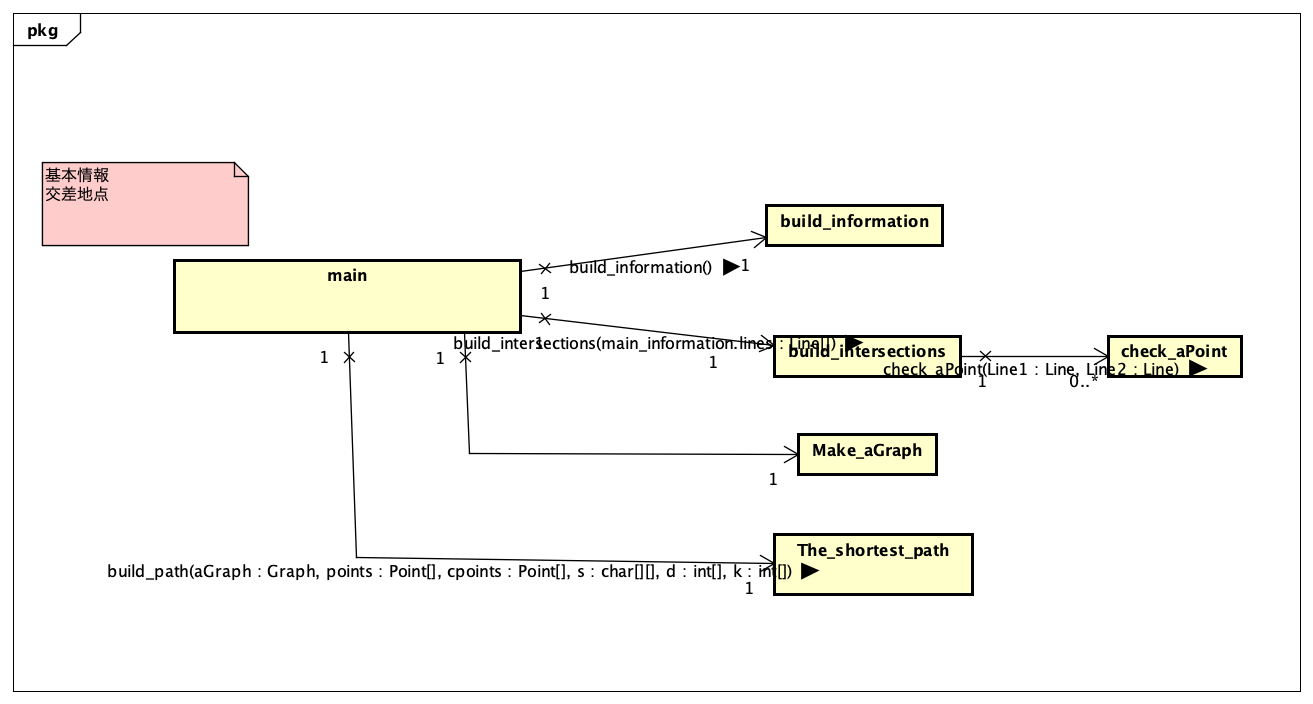 pkg
基本情報
交差地点
build_information
main
build_information()
1
1
build_intersections(main_information.lines : Line[])
1
1
build_intersections
check_aPoint
check_aPoint(Line1 : Line, Line2 : Line)
1
0..*
1
1
Make_aGraph
1
The_shortest_path
build_path(aGraph : Graph, points : Point[], cpoints : Point[], s : char[][], d : int[], k : int[])
1